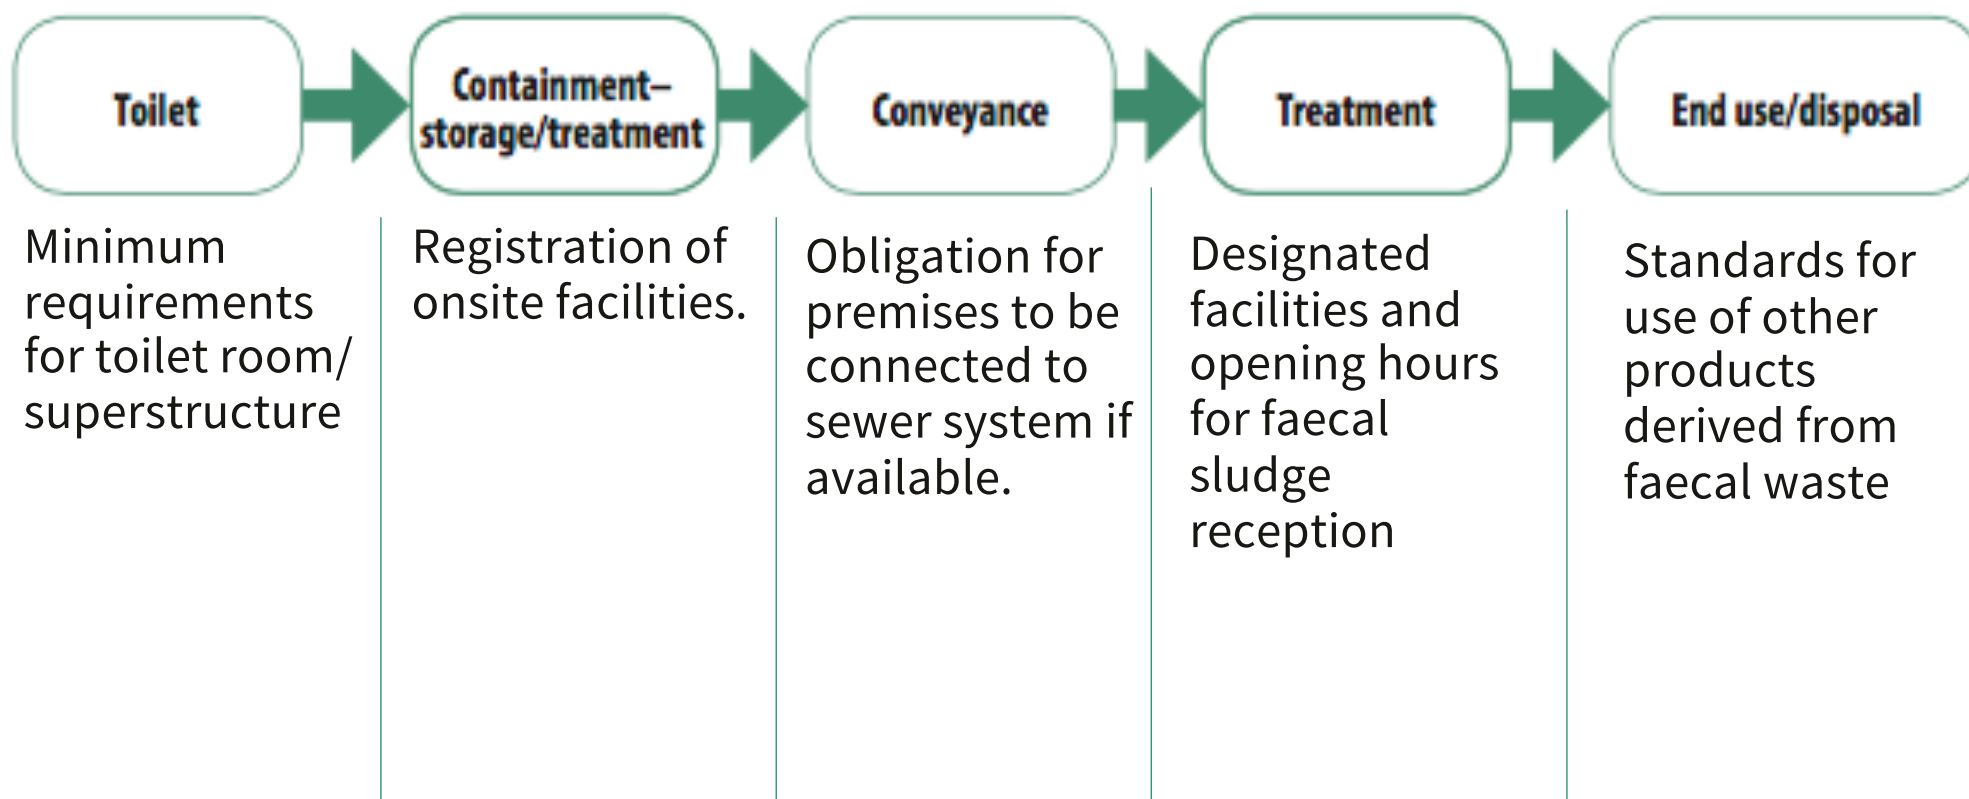 Toilet
Containment–
storage/treatment
Conveyance
Treatment
End use/disposal
Minimum
requirements
for toilet room/
superstructure
Registration of
onsite facilities.
Obligation for
premises to be
connected to
sewer system if
available.
Designated
facilities and
opening hours
for faecal
sludge
reception
Standards for
use of other
products
derived from
faecal waste